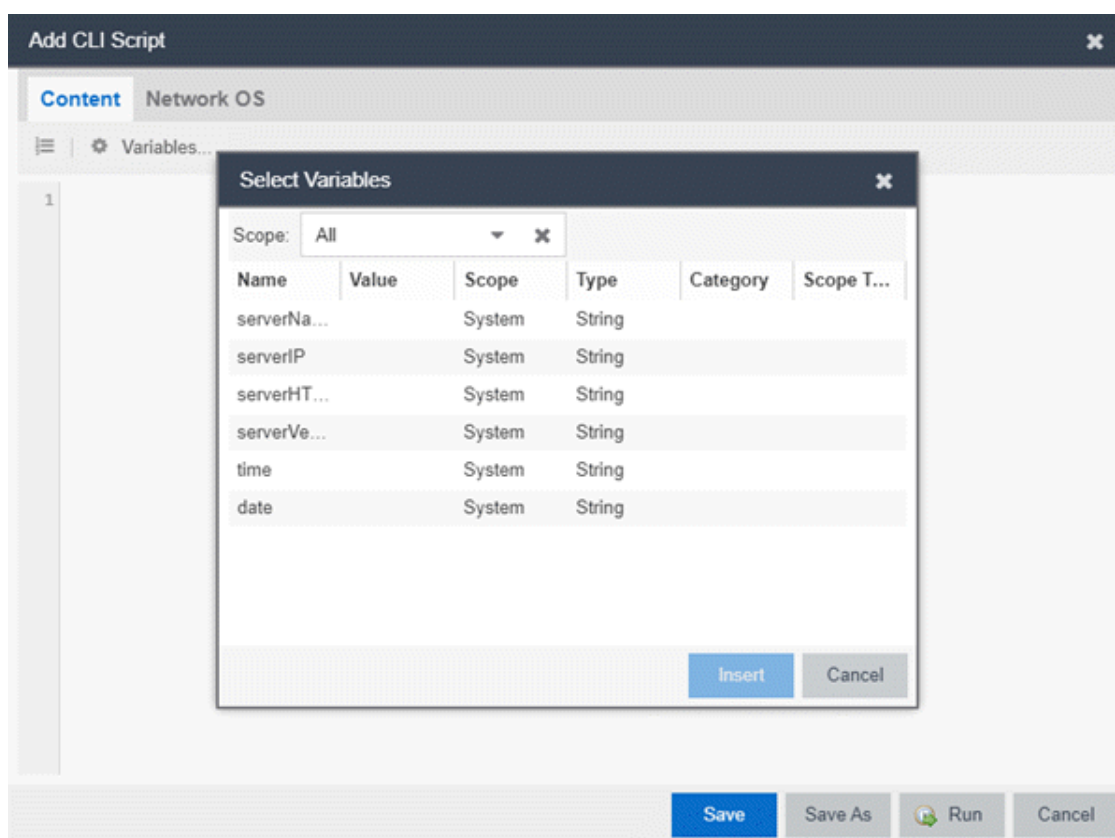 Add CLI Script
Content Network OS
Variables...
Select Variables
1
Scope: All
Name Value Scope Type Category Scope T...
serverNa... System String
serverIP System String
serverHT... System String
serverVe... System String
time System String
date System String
Insert Cancel
Save Save As Run Cancel